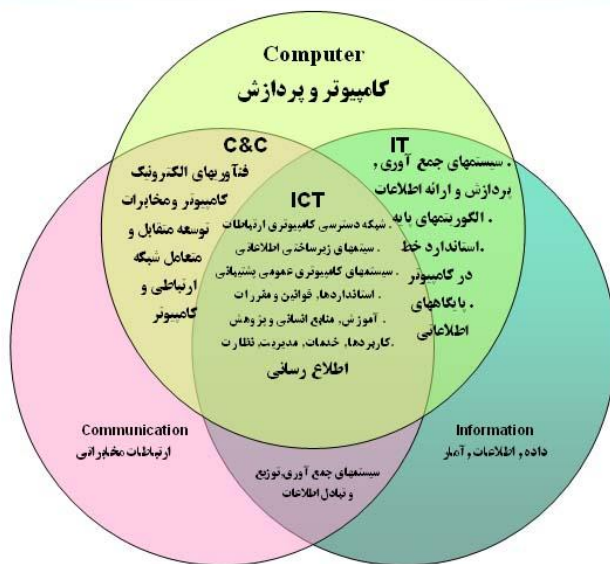 Computer
کامپیوتر و پردازش
C&C
فنآوریهای الکترونیک
کامپیوتر و مخابرات
توسعه متقابل و
متعامل شبکه
ارتباطی و
کامپیوتر
IT
. سیستمهای جمع آوری,
پردازش و ارائه اطلاعات
. الگوریتمهای پایه
.استاندارد خط
در کامپیوتر
. پایگاههای
اطلاعاتی
ICT
. شبکه دسترسی کامپیوتری ارتباطات
. سیتمهای زیرساختی اطلاعاتی
. سیستمهای کامپیوتری عمومی پشتیبانی
. استانداردها, قوانین و مقررات
. آموزش, منابع انسانی و پژوهش
.کاربردها, خدمات, مدیریت, نظارت
اطلاع رسانی
Communication
ارتباطات مخابراتی
Information
داده, اطلاعات, آمار
سیستمهای جمع آوری,توزیع
و تبادل اطلاعات